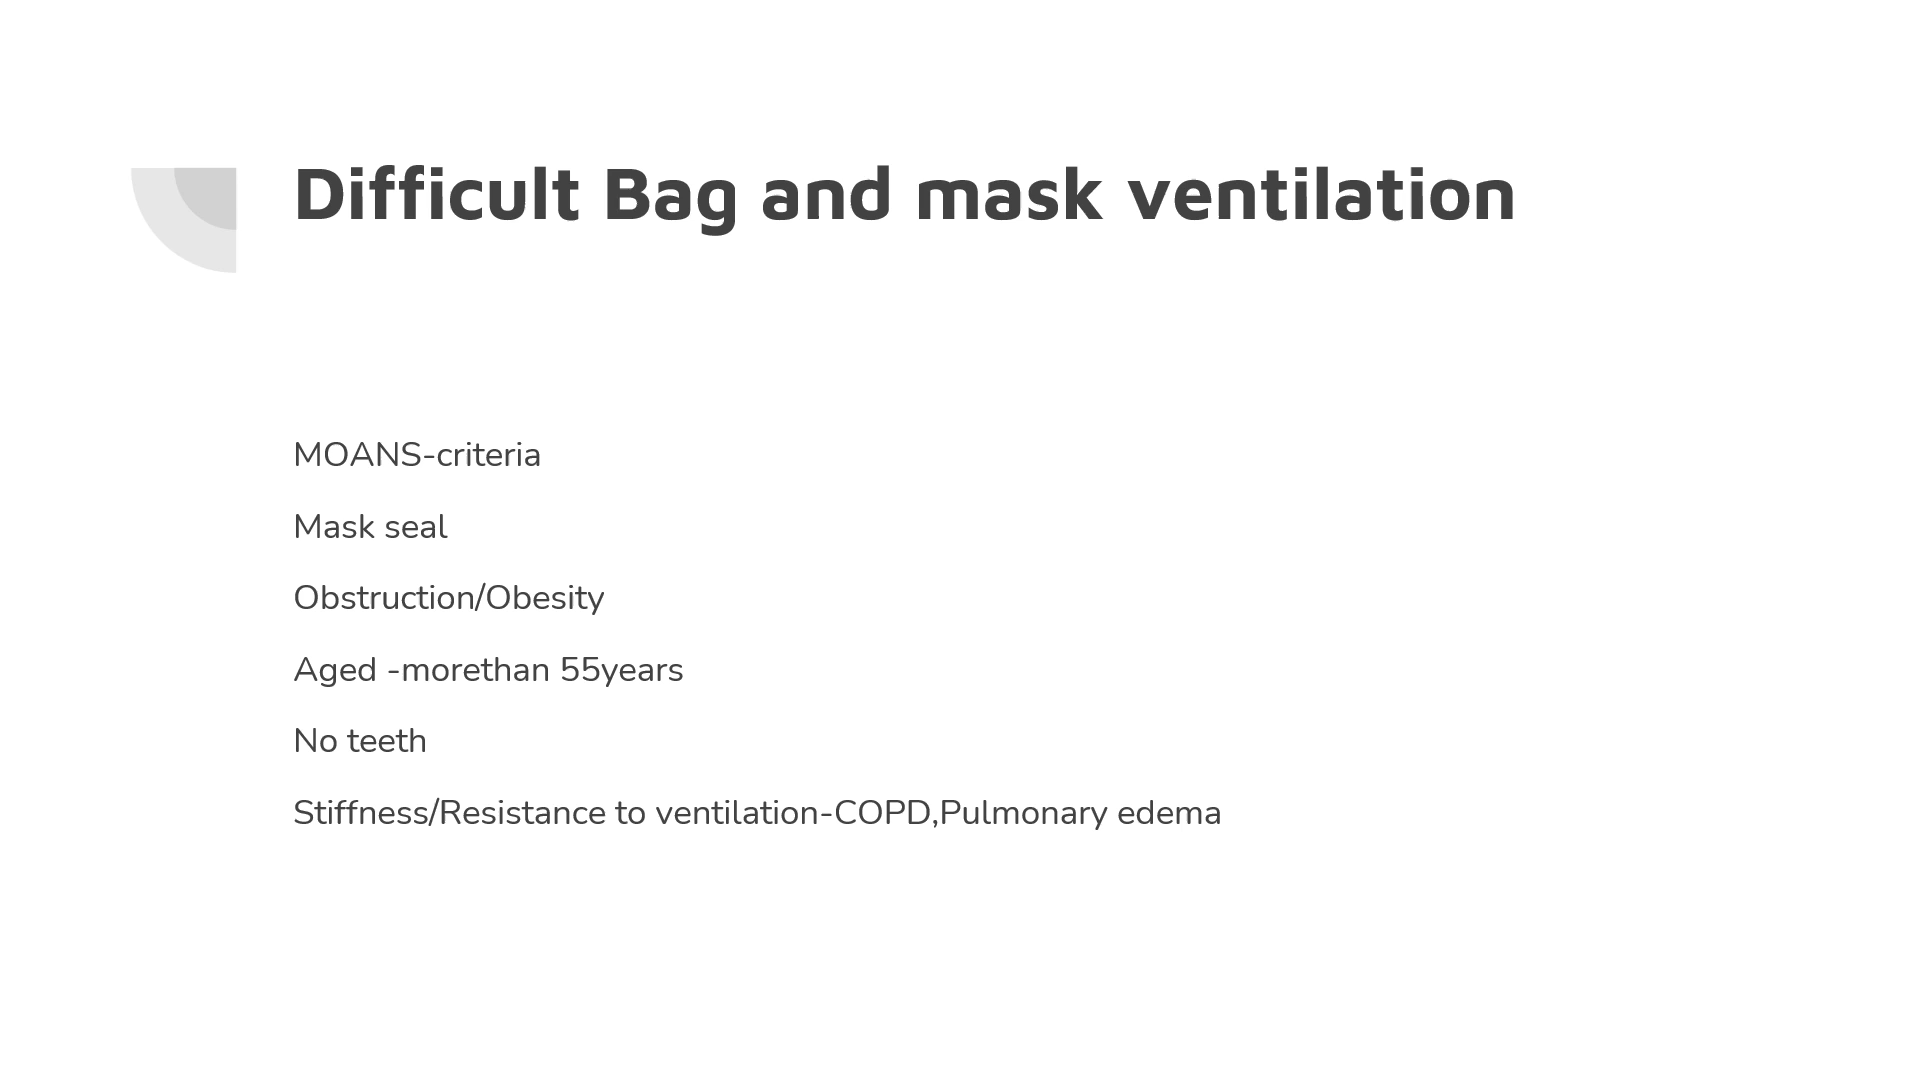 Difficult Bag and mask ventilation
MOANS-criteria
Mask seal
Obstruction/Obesity
Aged -morethan 55years
No teeth
Stiffness/Resistance to ventilation-COPD,Pulmonary edema